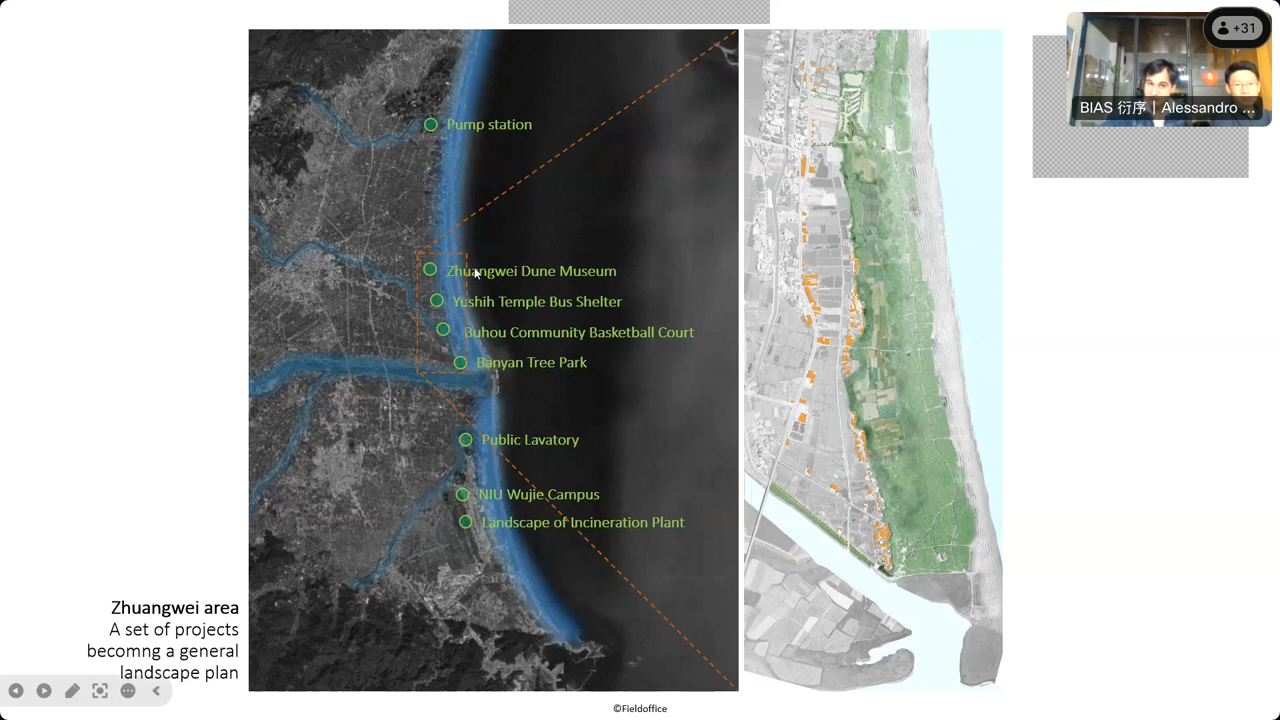 +31
BIAS 衍序 | Alessandro ...
Pump station
Zhuangwei Dune Museum
Yushih Temple Bus Shelter
Buhou Community Basketball Court
Banyan Tree Park
Public Lavatory
NIU Wujie Campus
Landscape of Incineration Plant
Zhuangwei area
A set of projects
becomng a general
landscape plan
©Fieldoffice